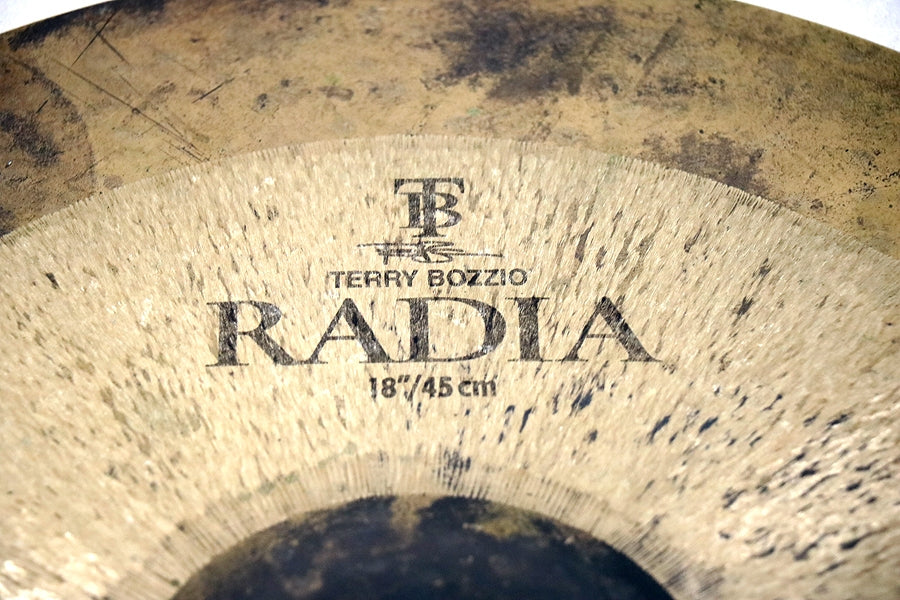 TB
TERRY BOZZIO
RADIA
18"/45 cm